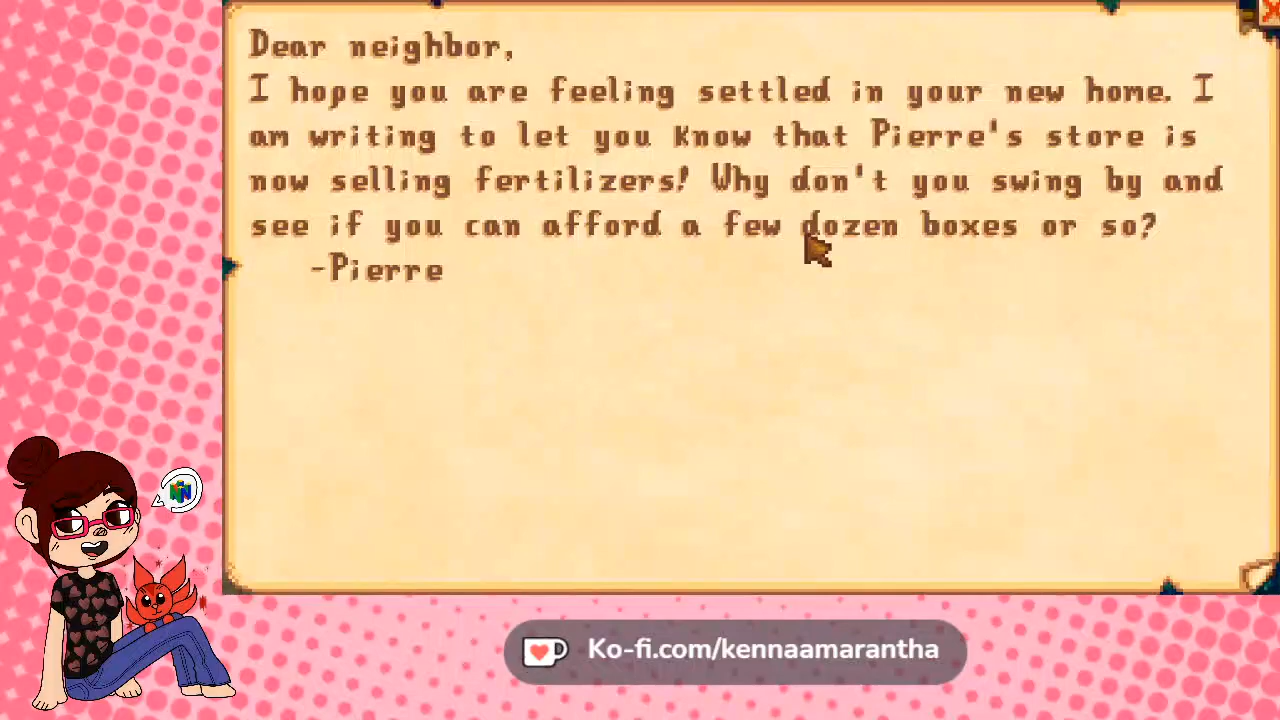 Dear neighbor,
I hope you are feeling settled in your new home. I
am writing to let you know that Pierre's store is
now selling fertilizers! Why don't you swing by and
see if you can afford a few dozen boxes or so?
-Pierre
Ko-fi.com/kennaamarantha